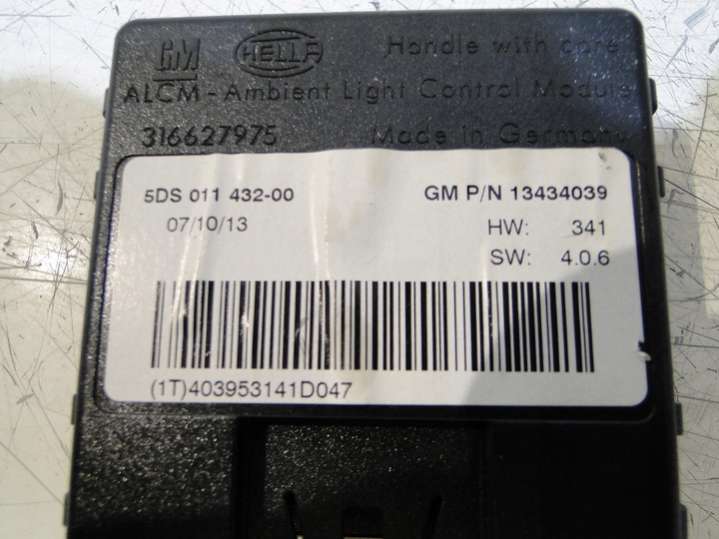 GM HELLA Handle with care
ALCM - Ambient Light Control Module
316627975 Made in Germany
5DS 011 432-00 GM P/N 13434039
07/10/13 HW: 341
SW: 4.0.6
(1T)403953141D047